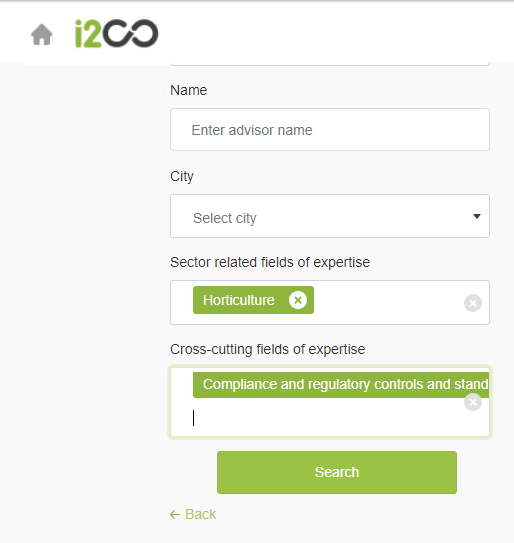 i2CO
Name
Enter advisor name
City
Select city
Sector related fields of expertise
Horticulture
Cross-cutting fields of expertise
Compliance and regulatory controls and stand
Search
← Back